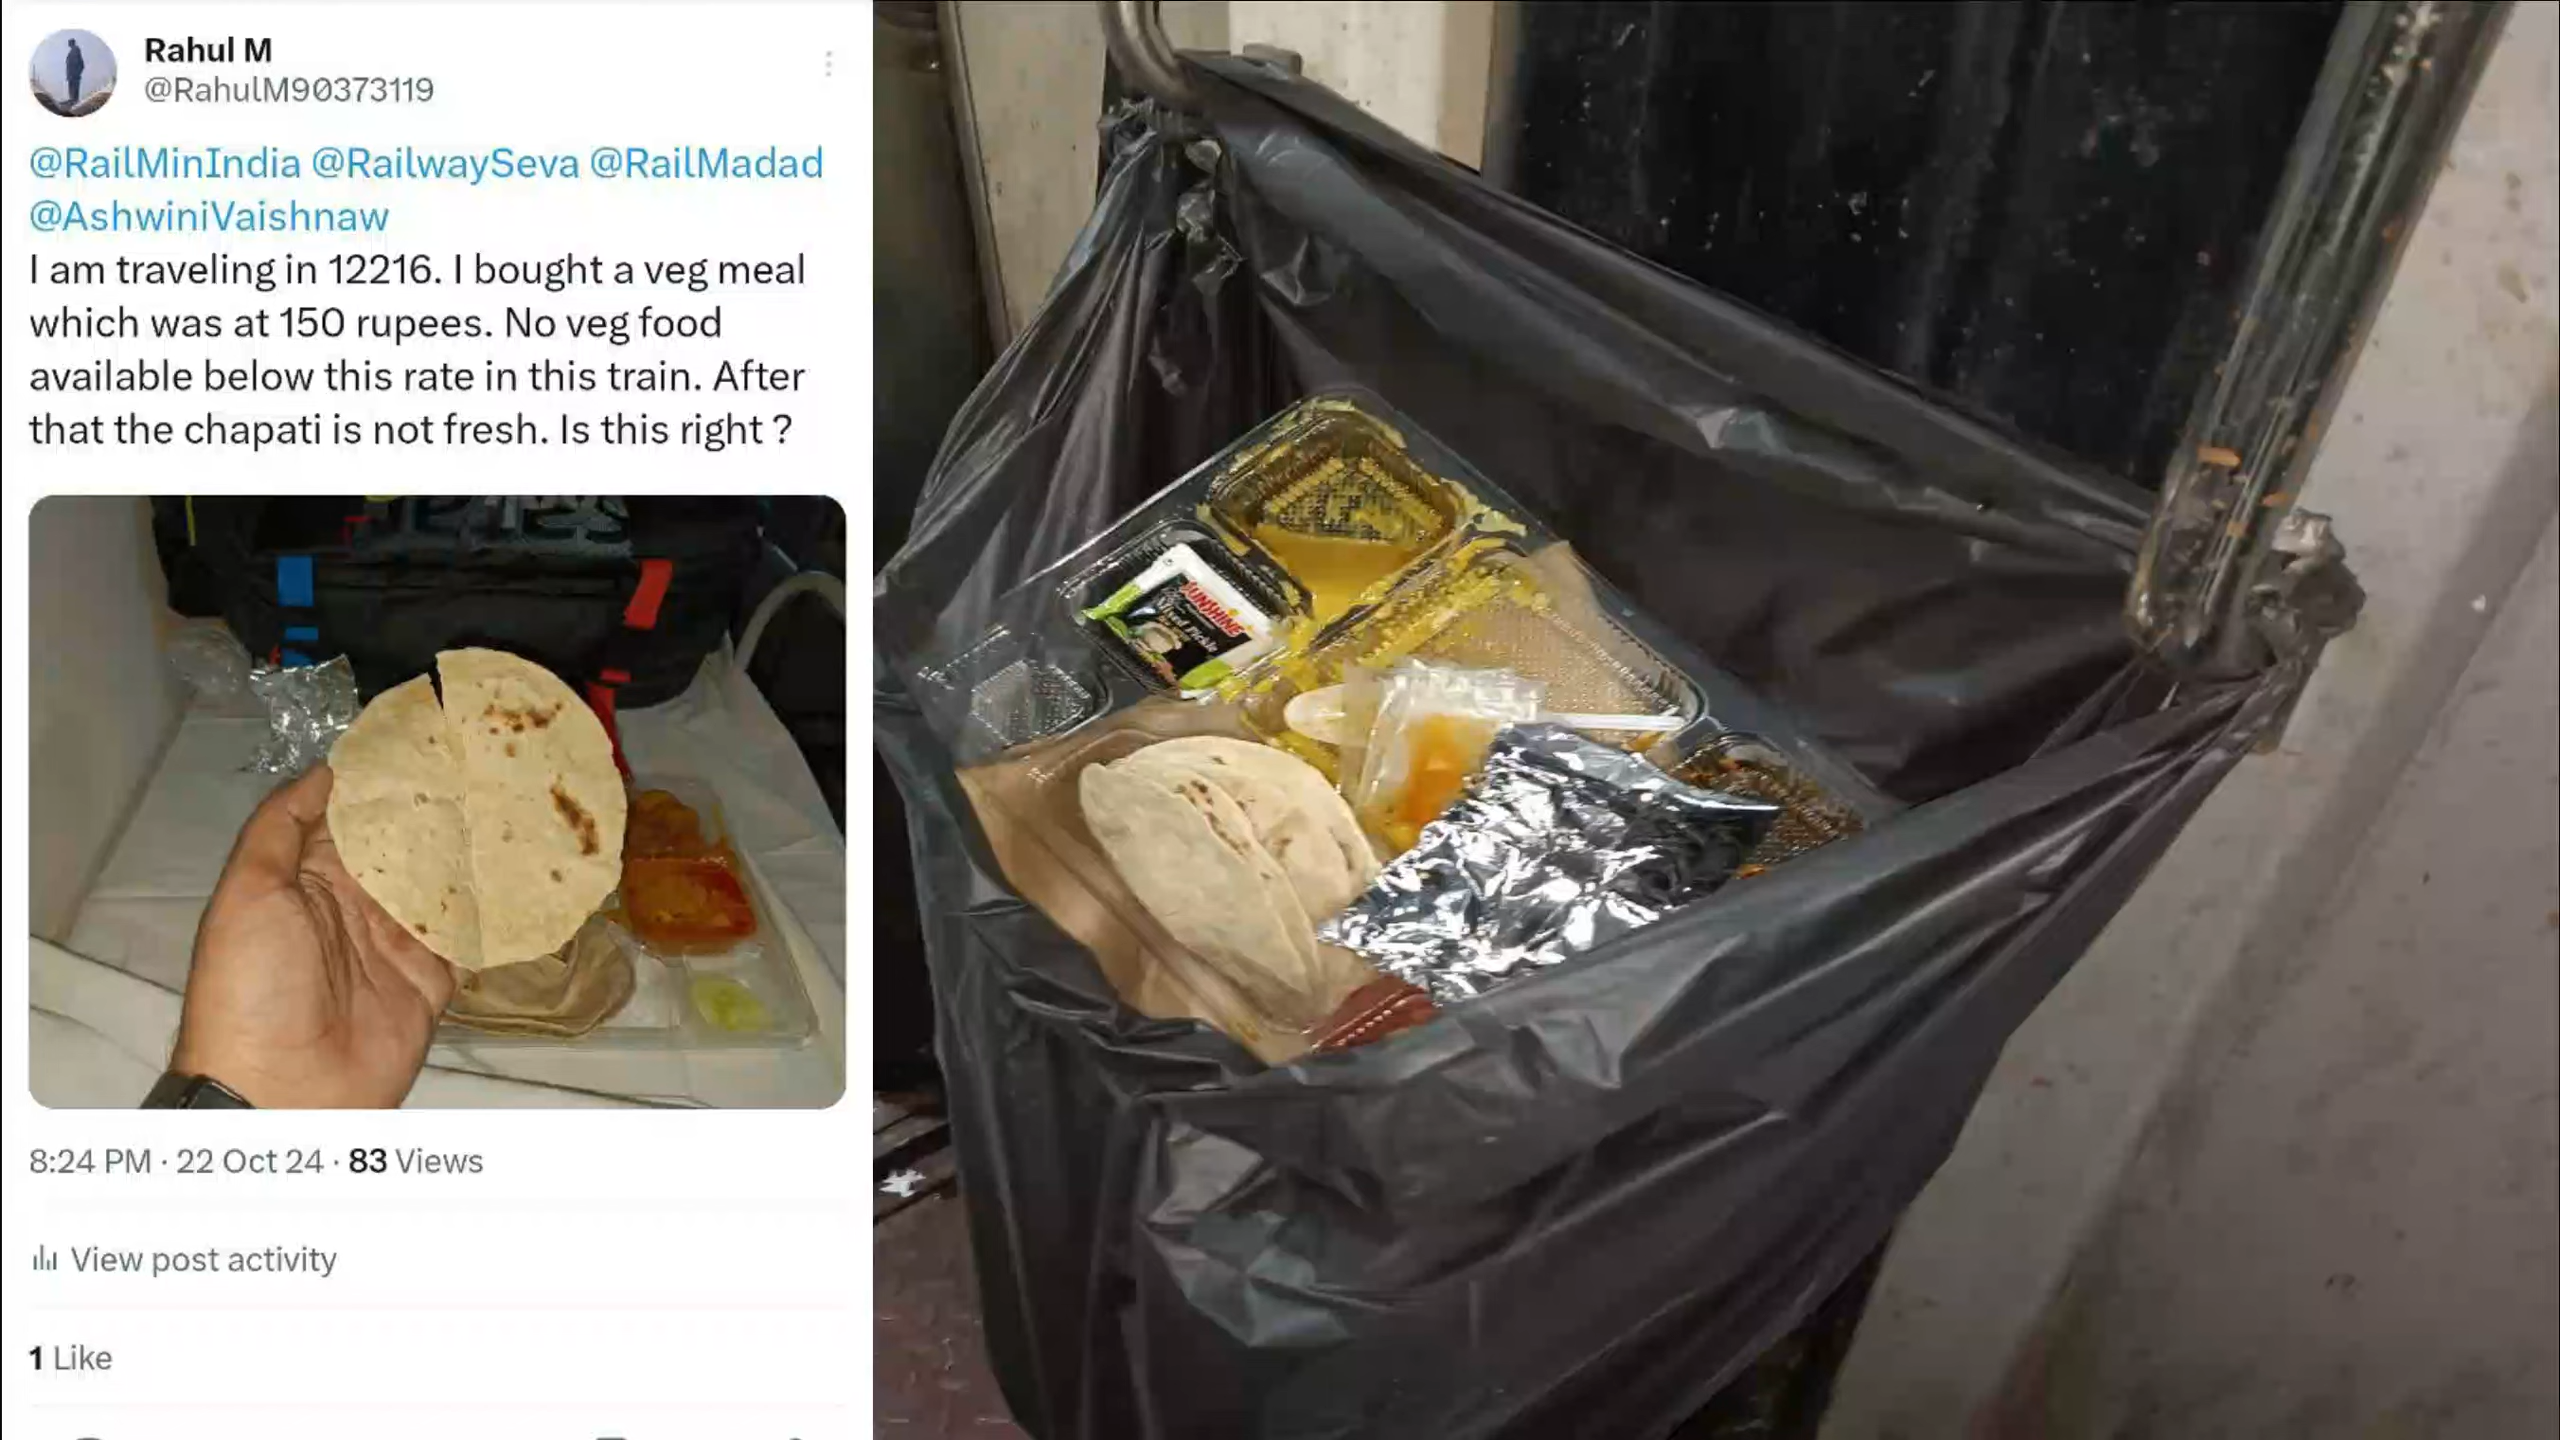 Rahul M
@RahulM90373119
@RailMinIndia @RailwaySeva @RailMadad
@AshwiniVaishnaw
I am traveling in 12216. I bought a veg meal
which was at 150 rupees. No veg food
available below this rate in this train. After
that the chapati is not fresh. Is this right ?
8:24 PM · 22 Oct 24 · 83 Views
View post activity
1 Like
SUNSHINE
Mixed Pickle